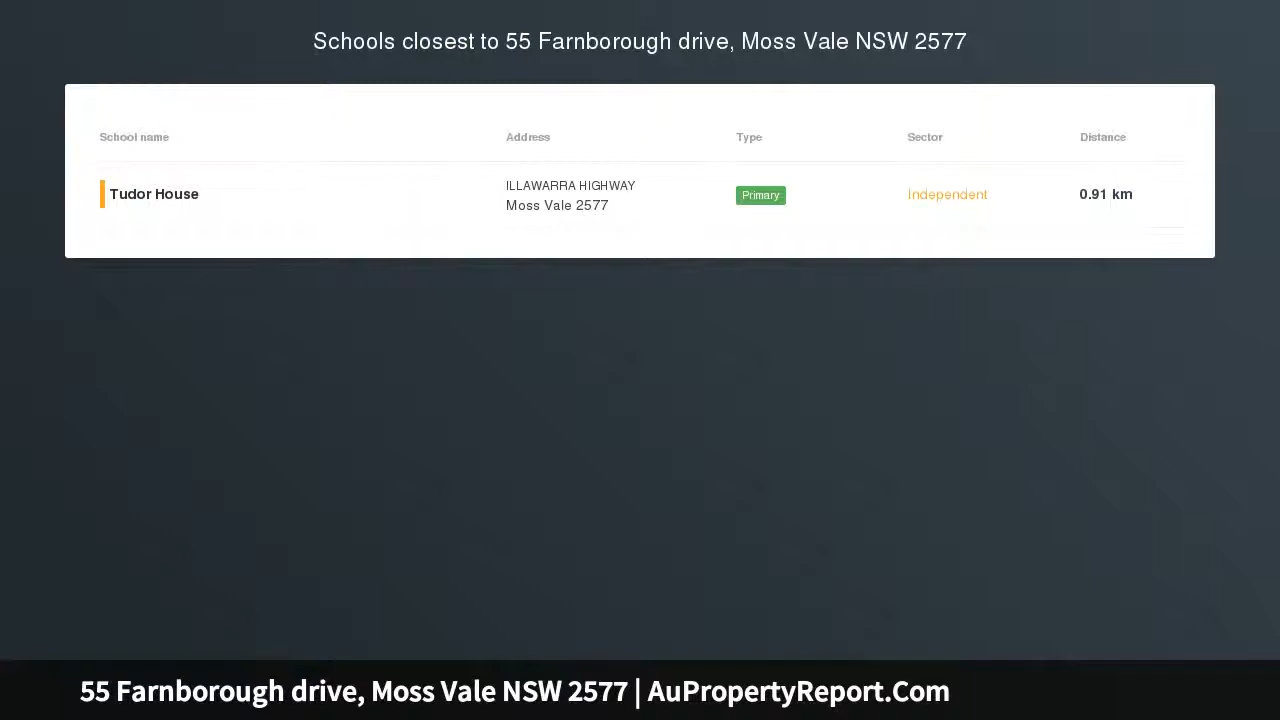 Schools closest to 55 Farnborough drive, Moss Vale NSW 2577
School name Address Type Sector Distance
Tudor House ILLAWARRA HIGHWAY Primary Independent 0.91 km
Moss Vale 2577
55 Farnborough drive, Moss Vale NSW 2577 | AuPropertyReport.Com